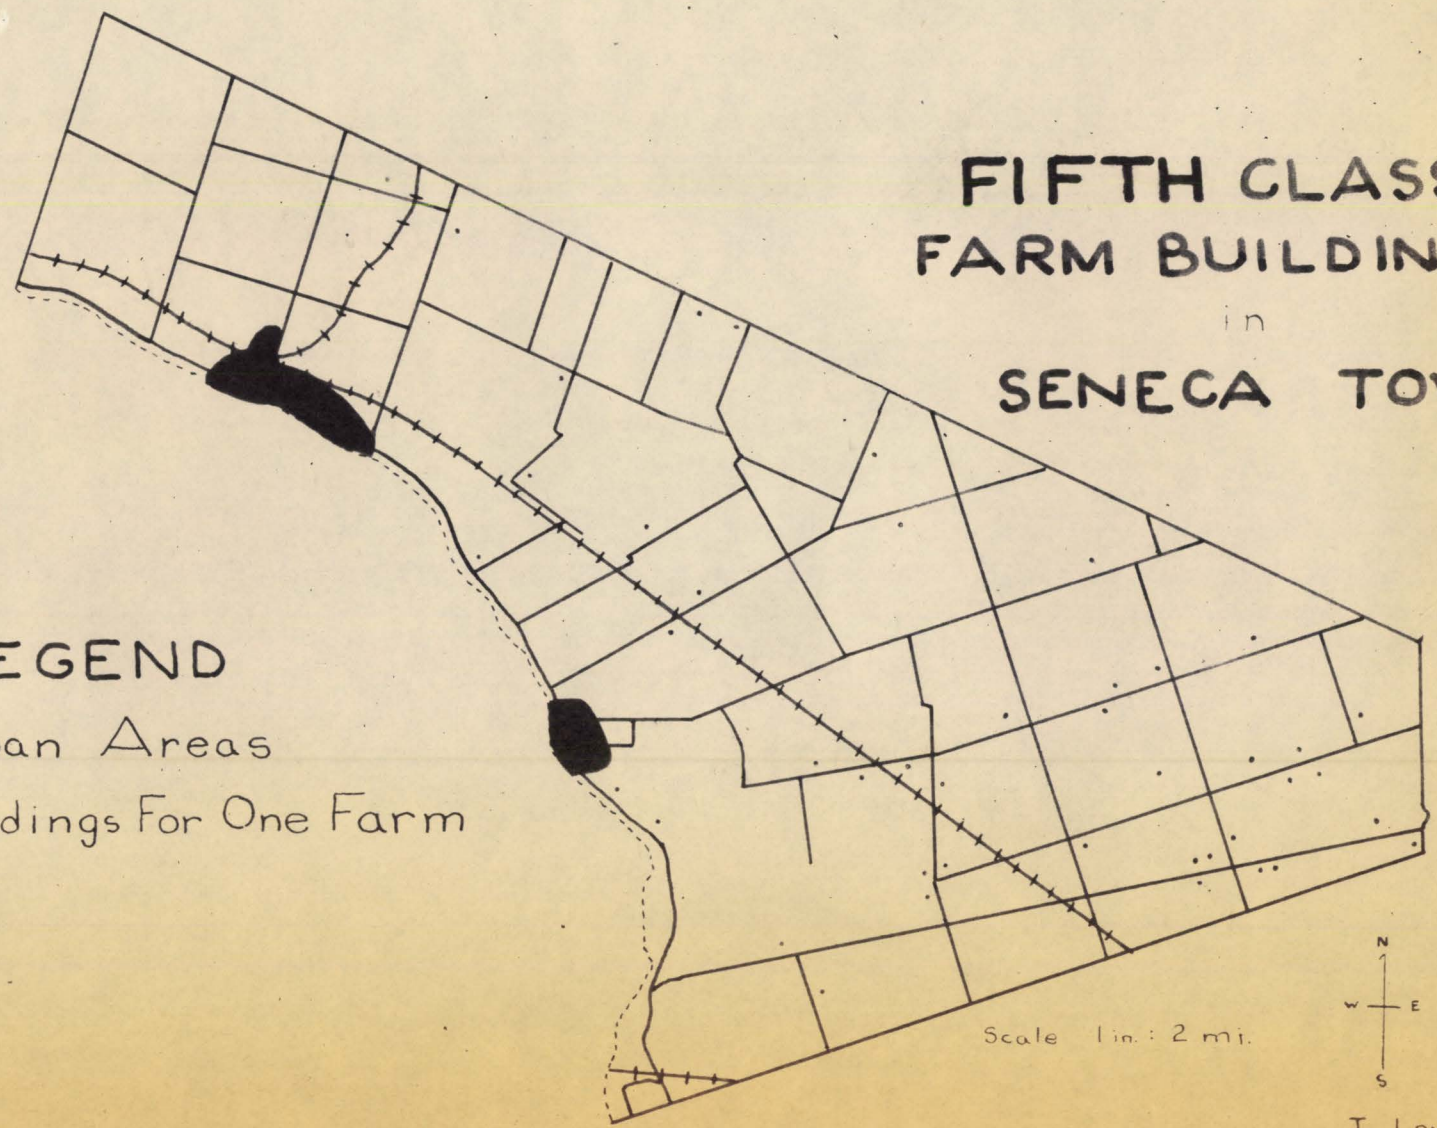 FIFTH CLASS
FARM BUILDIN
in
SENECA TO
EGEND
an Areas
dings For One Farm
Scale 1 in. : 2 mi.
N
W E
S